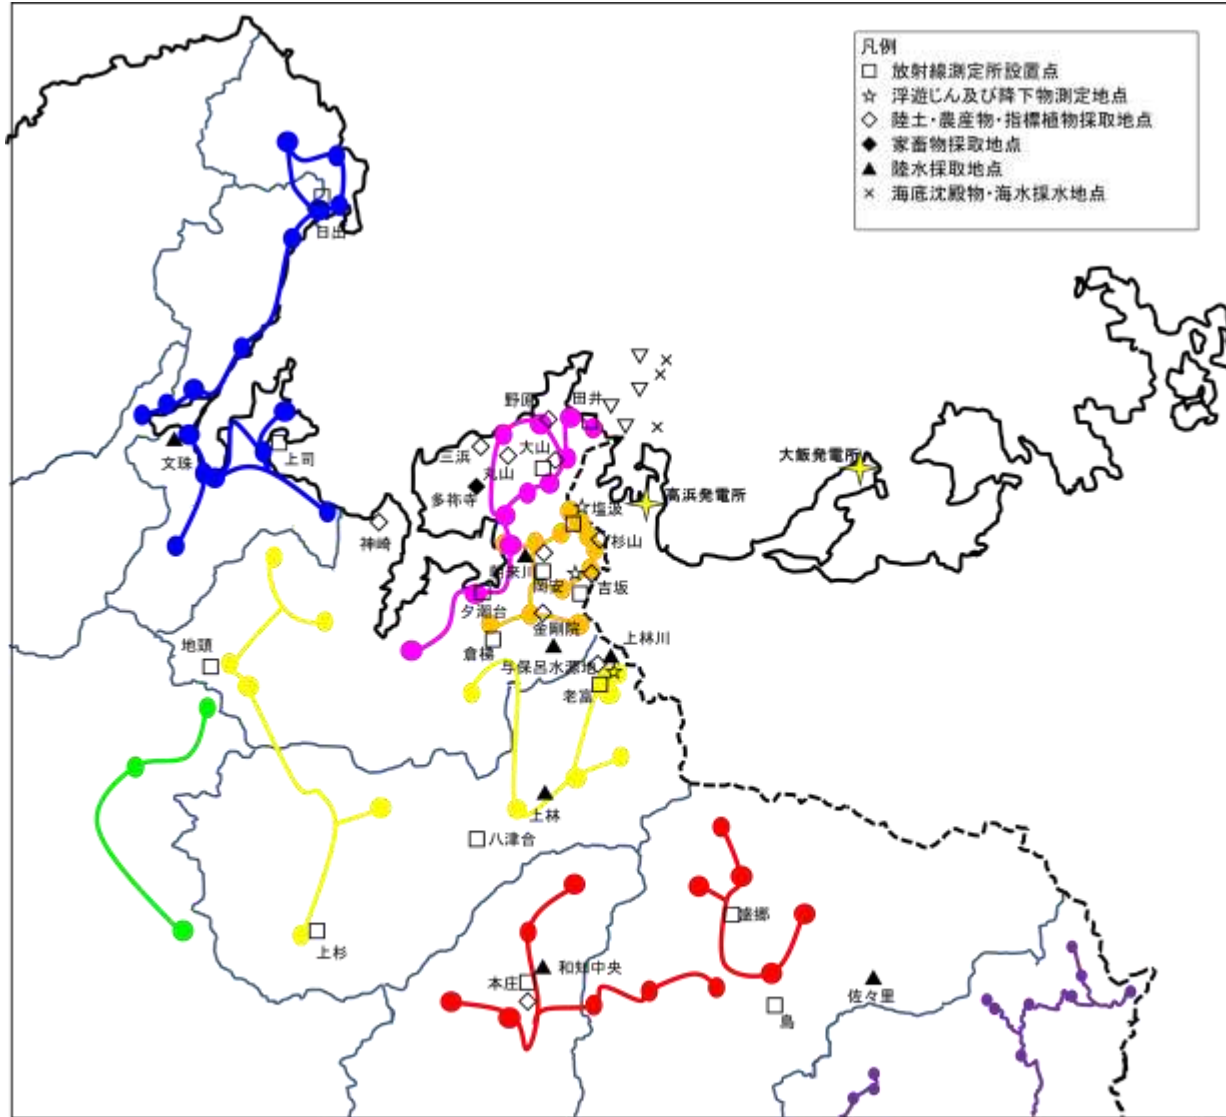 凡例
放射線測定所設置点
浮遊じん及び降下物測定地点
陸土・農産物・指標植物採取地点
家畜物採取地点
陸水採取地点
海底沈殿物・海水採水地点
日出
野原
田井
三浜
大山
丸山
文珠
上司
多祢寺
大飯発電所
高浜発電所
塩汲
神崎
杉山
朝来川
岡安
吉坂
夕潮台
金剛院
倉梯
上林川
地頭
与保呂水源地
老富
上林
八津合
盛郷
上杉
本庄
和知中央
佐々里
島